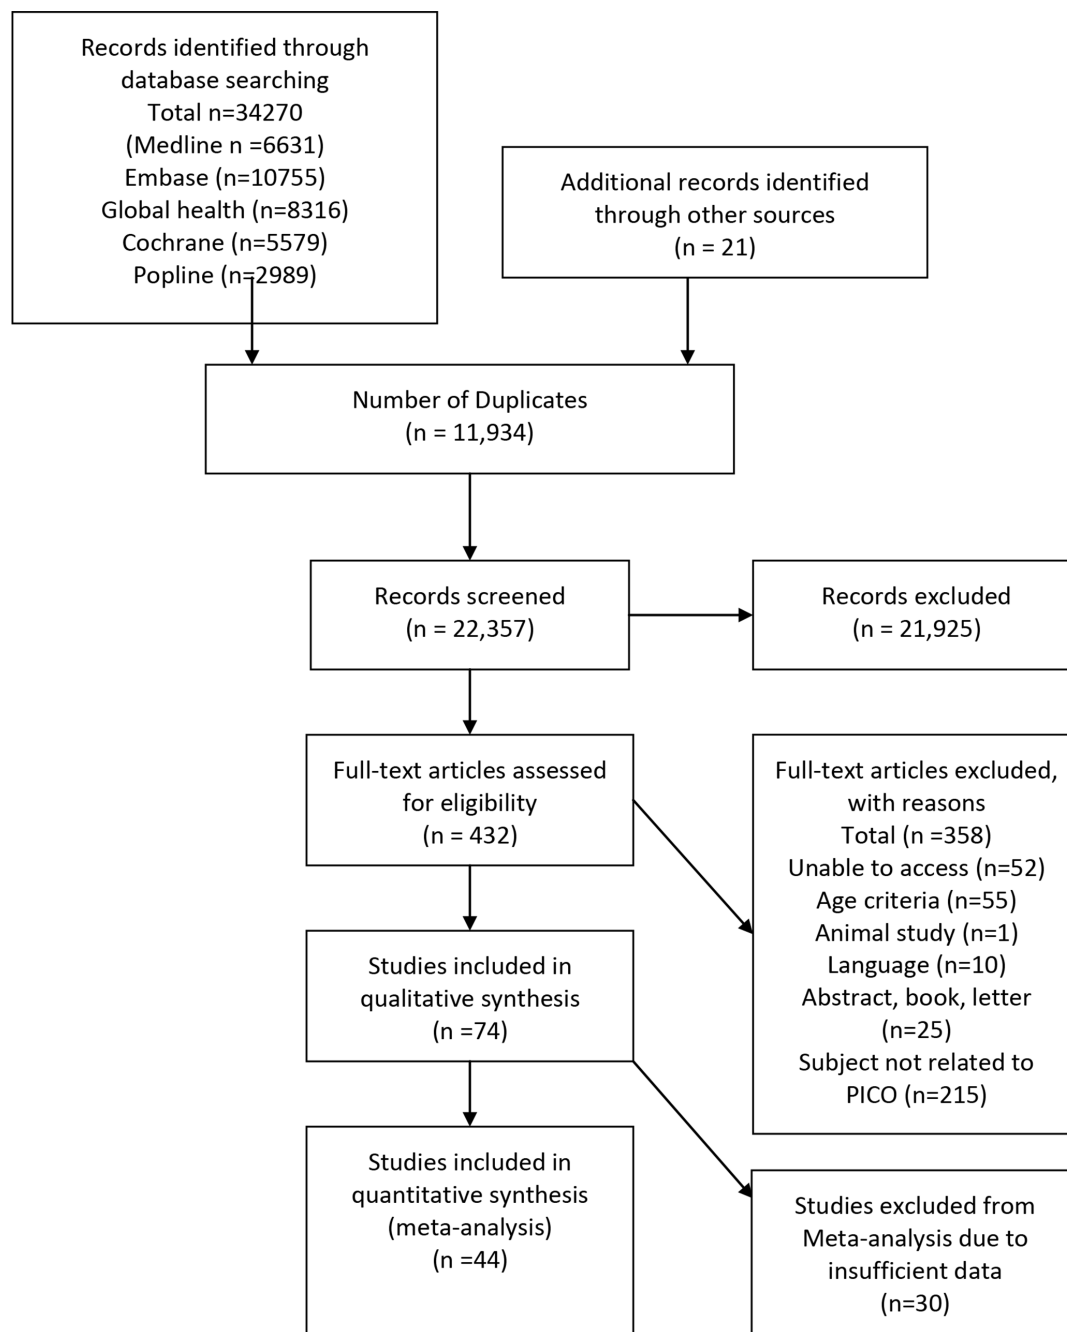 Records identified through
database searching
Total n=34270
(Medline n =6631)
Embase (n=10755)
Global health (n=8316)
Cochrane (n=5579)
Popline (n=2989)
Additional records identified
through other sources
(n = 21)
Number of Duplicates
(n = 11,934)
Records screened
(n = 22,357)
Records excluded
(n = 21,925)
Full-text articles assessed
for eligibility
(n = 432)
Full-text articles excluded,
with reasons
Total (n =358)
Unable to access (n=52)
Age criteria (n=55)
Animal study (n=1)
Language (n=10)
Abstract, book, letter
(n=25)
Subject not related to
PICO (n=215)
Studies included in
qualitative synthesis
(n =74)
Studies included in
quantitative synthesis
(meta-analysis)
(n =44)
Studies excluded from
Meta-analysis due to
insufficient data
(n=30)